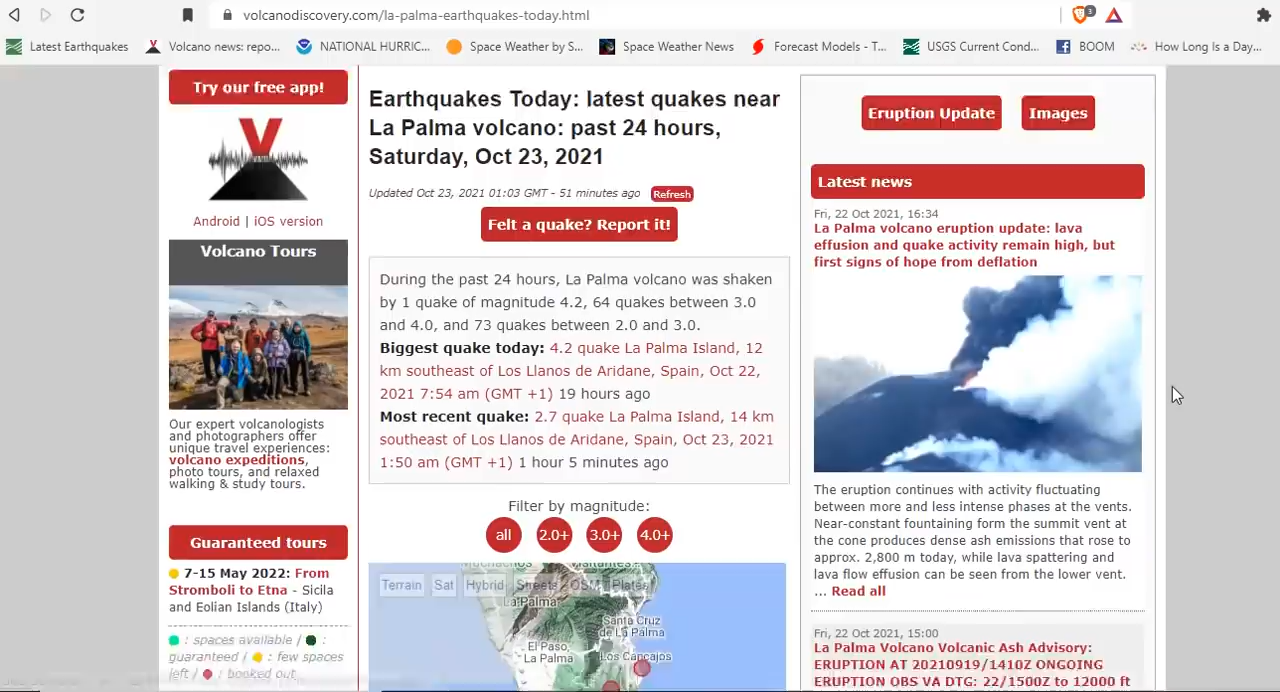 volcanodiscovery.com/la-palma-earthquakes-today.html
3
Latest Earthquakes
Volcano news: repo...
NATIONAL HURRIC...
Space Weather by S...
Space Weather News
Forecast Models - T...
USGS Current Cond...
BOOM
How Long Is a Day...
Try our free app!
Android | iOS version
Volcano Tours
Our expert volcanologists
and photographers offer
unique travel experiences:
volcano expeditions,
photo tours, and relaxed
walking & study tours.
Guaranteed tours
7-15 May 2022: From
Stromboli to Etna - Sicila
and Eolian Islands (Italy)
: spaces available / :
guaranteed / : few spaces
left / : booked out
Earthquakes Today: latest quakes near
La Palma volcano: past 24 hours,
Saturday, Oct 23, 2021
Updated Oct 23, 2021 01:03 GMT - 51 minutes ago Refresh
Felt a quake? Report it!
During the past 24 hours, La Palma volcano was shaken
by 1 quake of magnitude 4.2, 64 quakes between 3.0
and 4.0, and 73 quakes between 2.0 and 3.0.
Biggest quake today: 4.2 quake La Palma Island, 12
km southeast of Los Llanos de Aridane, Spain, Oct 22,
2021 7:54 am (GMT +1) 19 hours ago
Most recent quake: 2.7 quake La Palma Island, 14 km
southeast of Los Llanos de Aridane, Spain, Oct 23, 2021
1:50 am (GMT +1) 1 hour 5 minutes ago
Filter by magnitude:
all 2.0+ 3.0+ 4.0+
Terrain Sat Hybrid Streets OSM Plates
La Palma
Santa Cruz
de La Palma
El Paso,
La Palma
Los Cancajos
Eruption Update Images
Latest news
Fri, 22 Oct 2021, 16:34
La Palma volcano eruption update: lava
effusion and quake activity remain high, but
first signs of hope from deflation
The eruption continues with activity fluctuating
between more and less intense phases at the vents.
Near-constant fountaining form the summit vent at
the cone produces dense ash emissions that rose to
approx. 2,800 m today, while lava spattering and
lava flow effusion can be seen from the lower vent.
... Read all
Fri, 22 Oct 2021, 15:00
La Palma Volcano Volcanic Ash Advisory:
ERUPTION AT 20210919/1410Z ONGOING
ERUPTION OBS VA DTG: 22/1500Z to 12000 ft